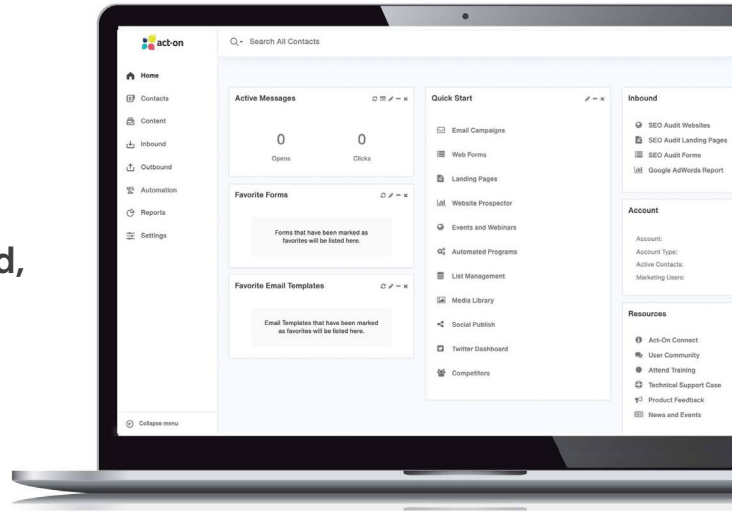 d,
act-on
Search All Contacts
Home
Contacts
Content
Inbound
Outbound
Automation
Reports
Settings
Collapse menu
Active Messages
0 0
Opens Clicks
Favorite Forms
Forms that have been marked as
favorites will be listed here.
Favorite Email Templates
Email Templates that have been marked
as favorites will be listed here.
Quick Start
Email Campaigns
Web Forms
Landing Pages
Website Prospector
Events and Webinars
Automated Programs
List Management
Media Library
Social Publish
Twitter Dashboard
Competitors
Inbound
SEO Audit Websites
SEO Audit Landing Pages
SEO Audit Forms
Google AdWords Report
Account
Account:
Account Type:
Active Contacts:
Marketing Users:
Resources
Act-On Connect
User Community
Attend Training
Technical Support Case
Product Feedback
News and Events